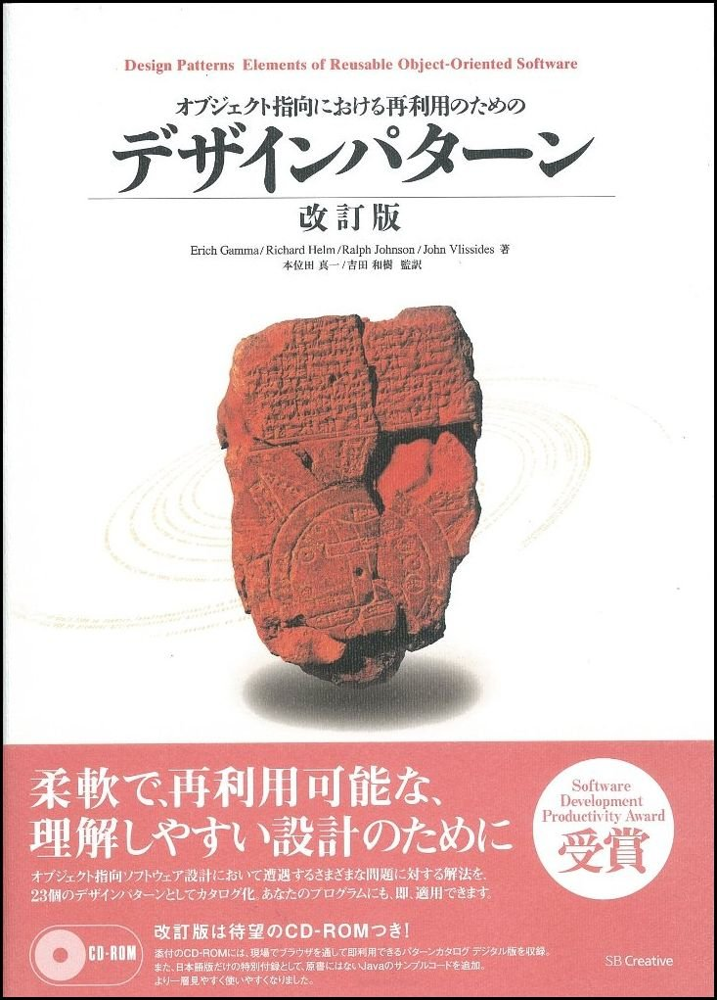 Design Patterns Elements of Reusable Object-Oriented Software
オブジェクト指向における再利用のための
デザインパターン
改訂版
Erich Gamma/Richard Helm/Ralph Johnson/John Vlissides 著
本位田 真一/吉田 和樹 監訳
柔軟で、再利用可能な、
理解しやすい設計のために
オブジェクト指向ソフトウェア設計において遭遇するさまざまな問題に対する解法を、
23個のデザインパターンとしてカタログ化。あなたのプログラムにも、即、適用できます。
Software
Development
Productivity Award
受賞
CD-ROM
改訂版は待望のCD-ROMつき!
添付のCD-ROMには、現場でブラウザを通して即利用できるパターンカタログ デジタル版を収録。
また、日本語版だけの特別付録として、原書にはないJavaのサンプルコードを追加。
より一層見やすく使いやすくなりました。
SB Creative